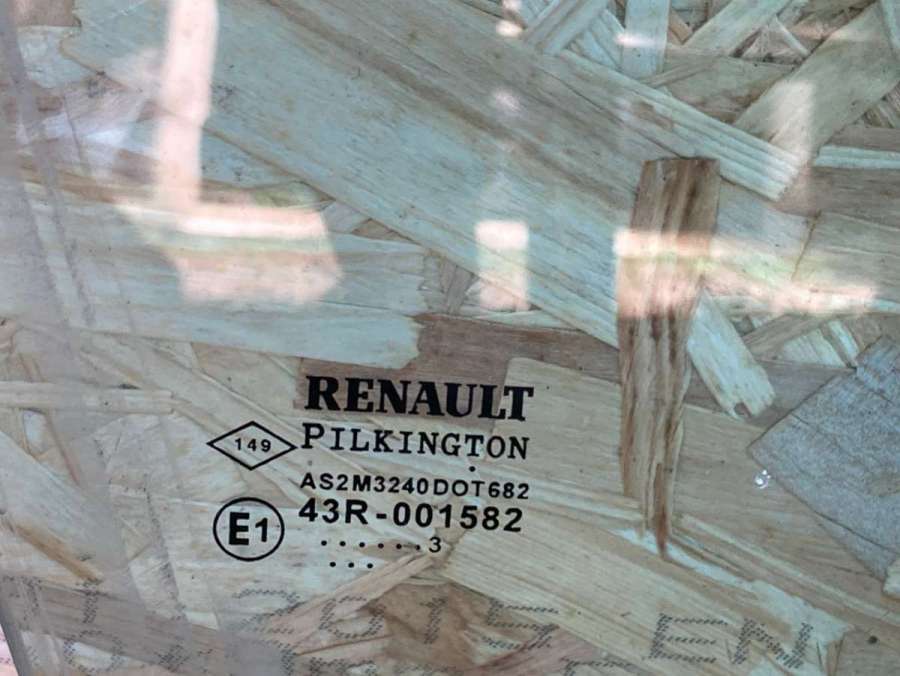 RENAULT
149 PILKINGTON
AS2M3240DOT682
E1 43R-001582
. . . . . . 3
. . .